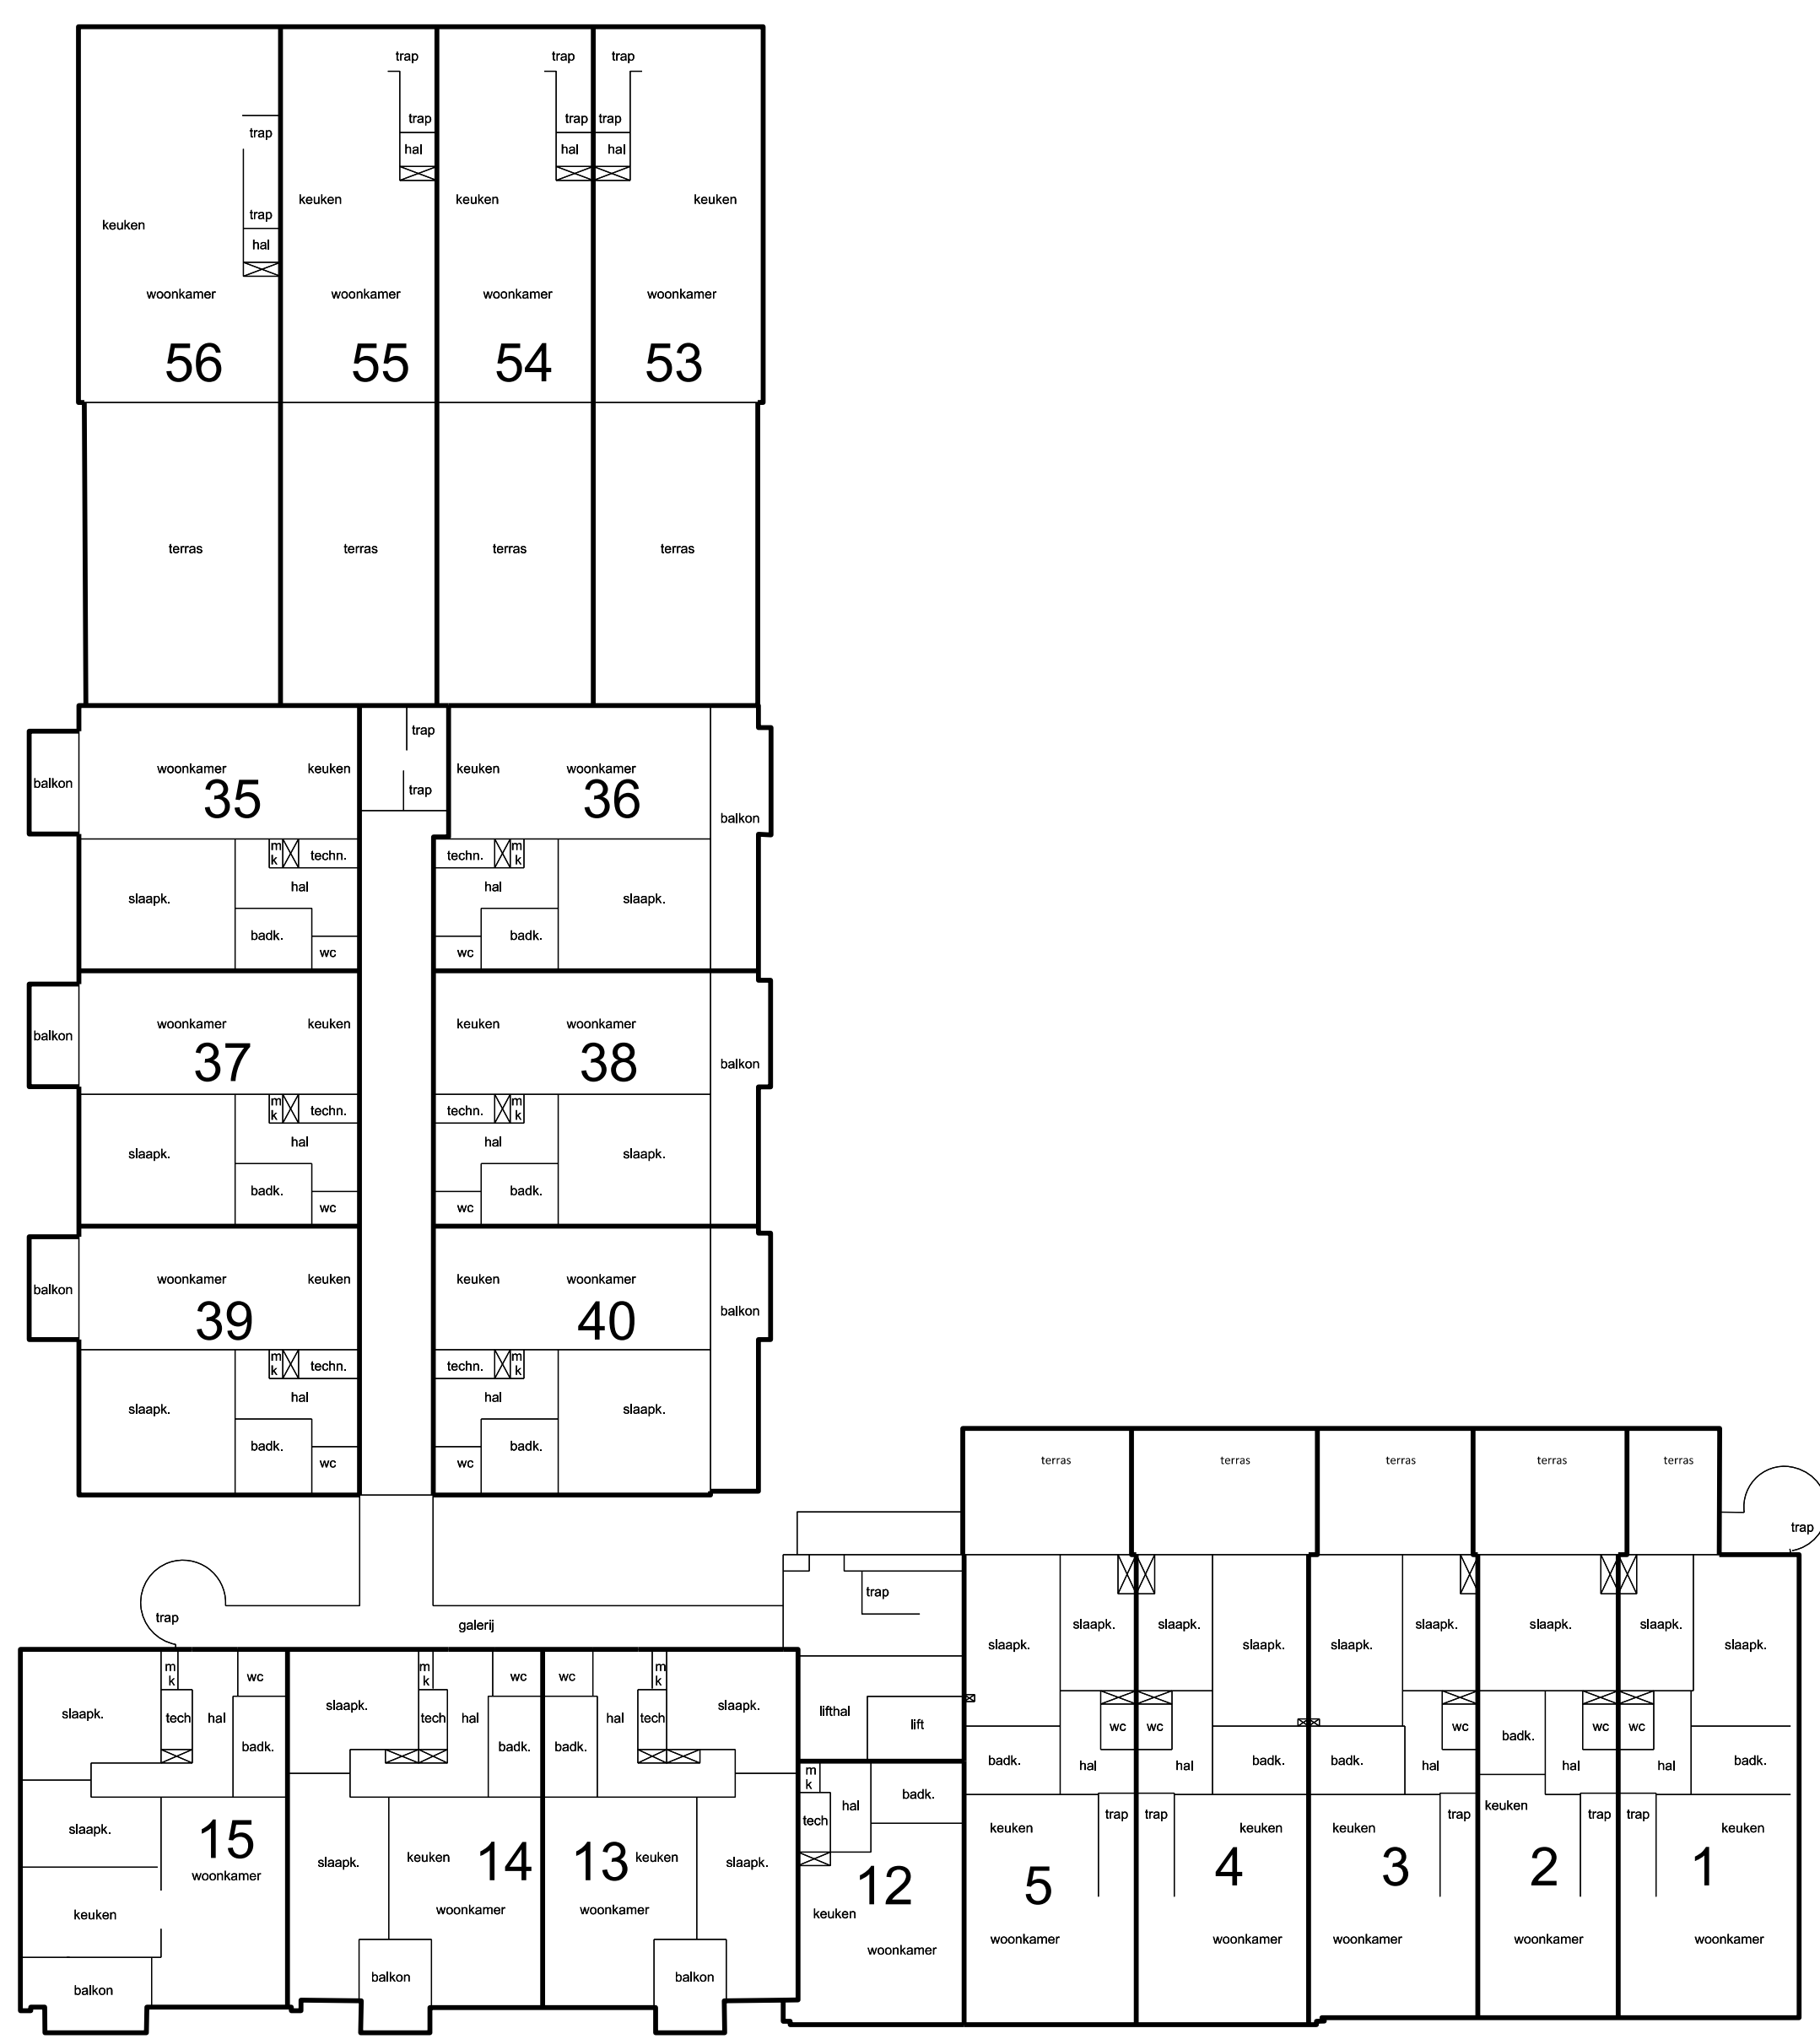 trap
trap
trap
trap
trap
trap
trap
hal
hal
hal
trap
hal
keuken
keuken
keuken
keuken
woonkamer
woonkamer
woonkamer
woonkamer
56
55
54
53
terras
terras
terras
terras
trap
balkon
woonkamer
keuken
35
trap
keuken
woonkamer
36
balkon
m
k
techn.
techn.
m
k
slaapk.
hal
hal
slaapk.
badk.
wc
wc
badk.
balkon
woonkamer
keuken
37
keuken
woonkamer
38
balkon
m
k
techn.
techn.
m
k
slaapk.
hal
hal
slaapk.
badk.
wc
wc
badk.
balkon
woonkamer
keuken
39
keuken
woonkamer
40
balkon
m
k
techn.
techn.
m
k
slaapk.
hal
hal
slaapk.
badk.
wc
wc
badk.
terras
terras
terras
terras
terras
trap
trap
galerij
trap
slaapk.
slaapk.
slaapk.
slaapk.
slaapk.
slaapk.
slaapk.
slaapk.
slaapk.
m
k
wc
m
k
wc
wc
m
k
slaapk.
tech
hal
badk.
slaapk.
tech
hal
badk.
badk.
hal
tech
slaapk.
lifthal
lift
wc
wc
wc
wc
wc
badk.
hal
hal
badk.
badk.
hal
badk.
hal
hal
badk.
m
k
hal
badk.
tech
trap
trap
trap
trap
trap
keuken
keuken
keuken
keuken
keuken
slaapk.
15
woonkamer
slaapk.
keuken
14
13
keuken
slaapk.
12
5
4
3
2
1
keuken
woonkamer
woonkamer
keuken
woonkamer
woonkamer
woonkamer
woonkamer
woonkamer
woonkamer
balkon
balkon
balkon